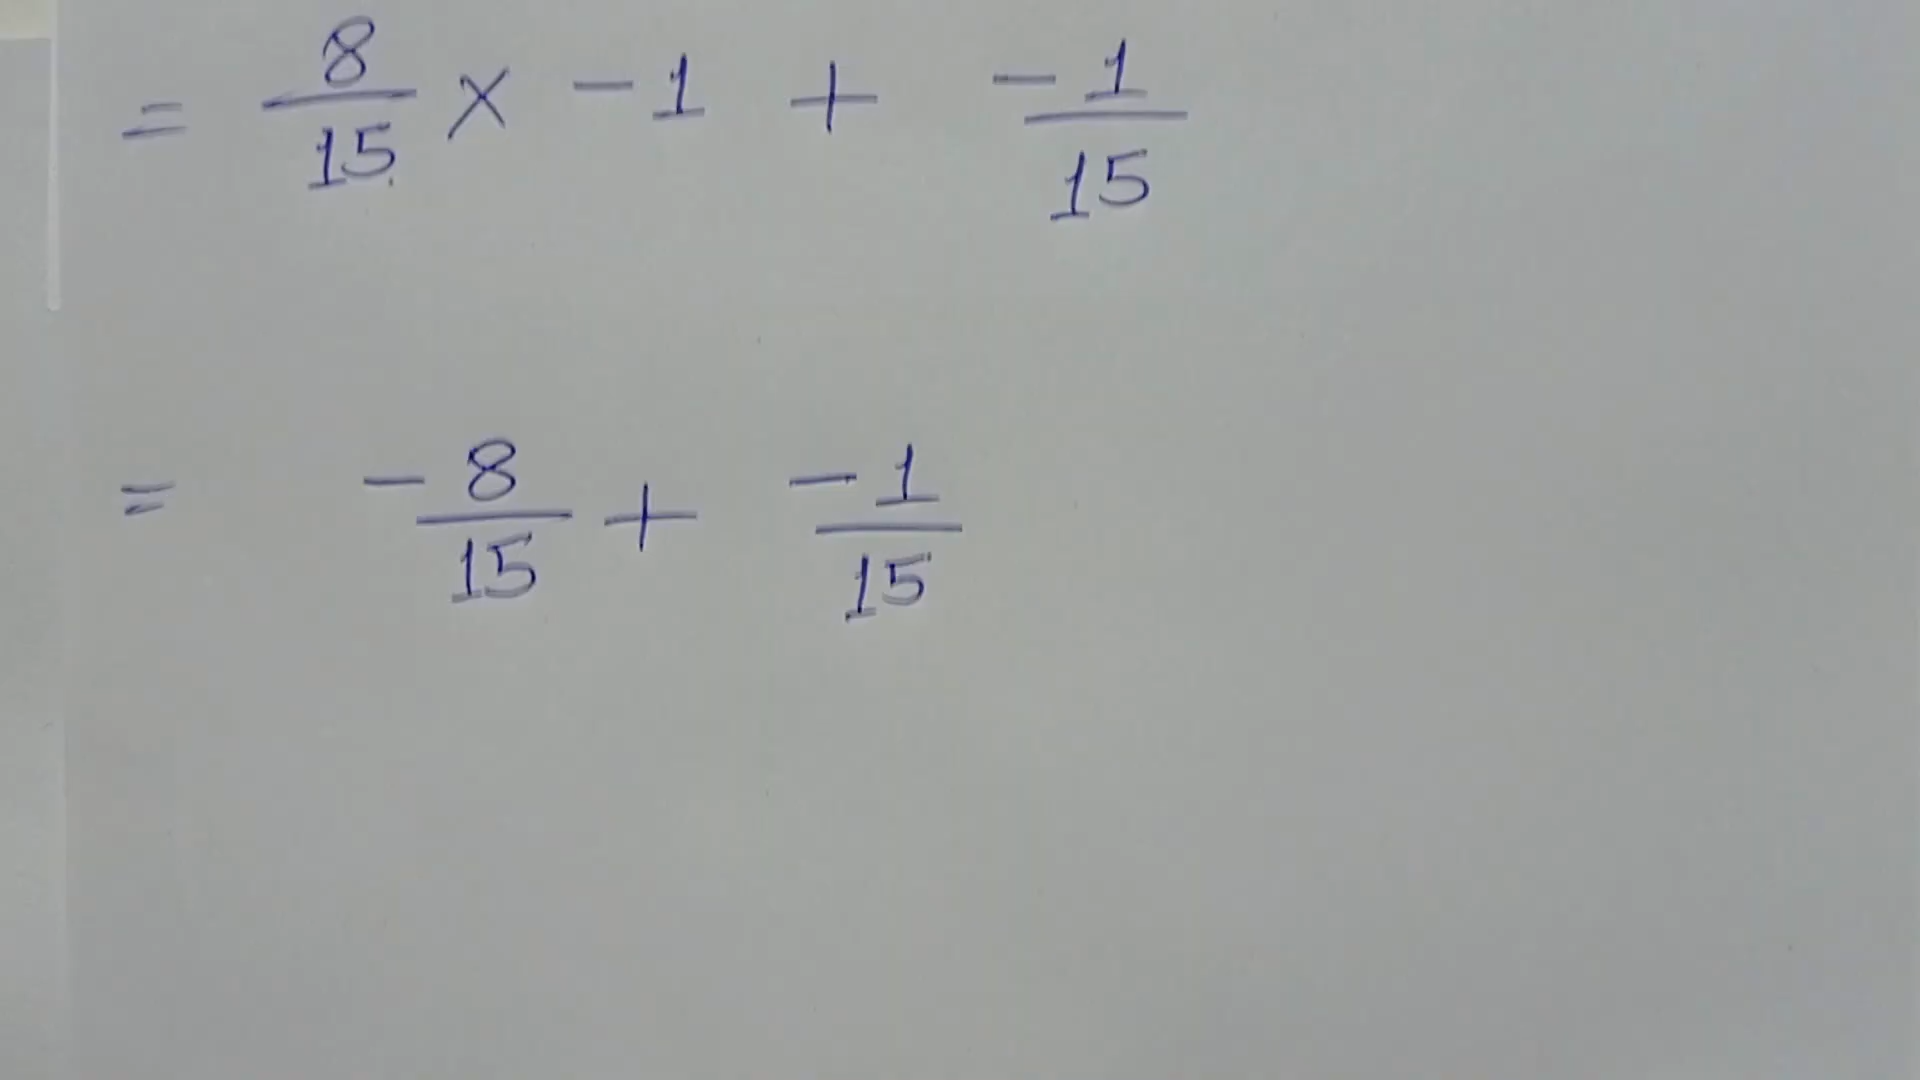 = 8/15 × -1 + -1/15
= -8/15 + -1/15